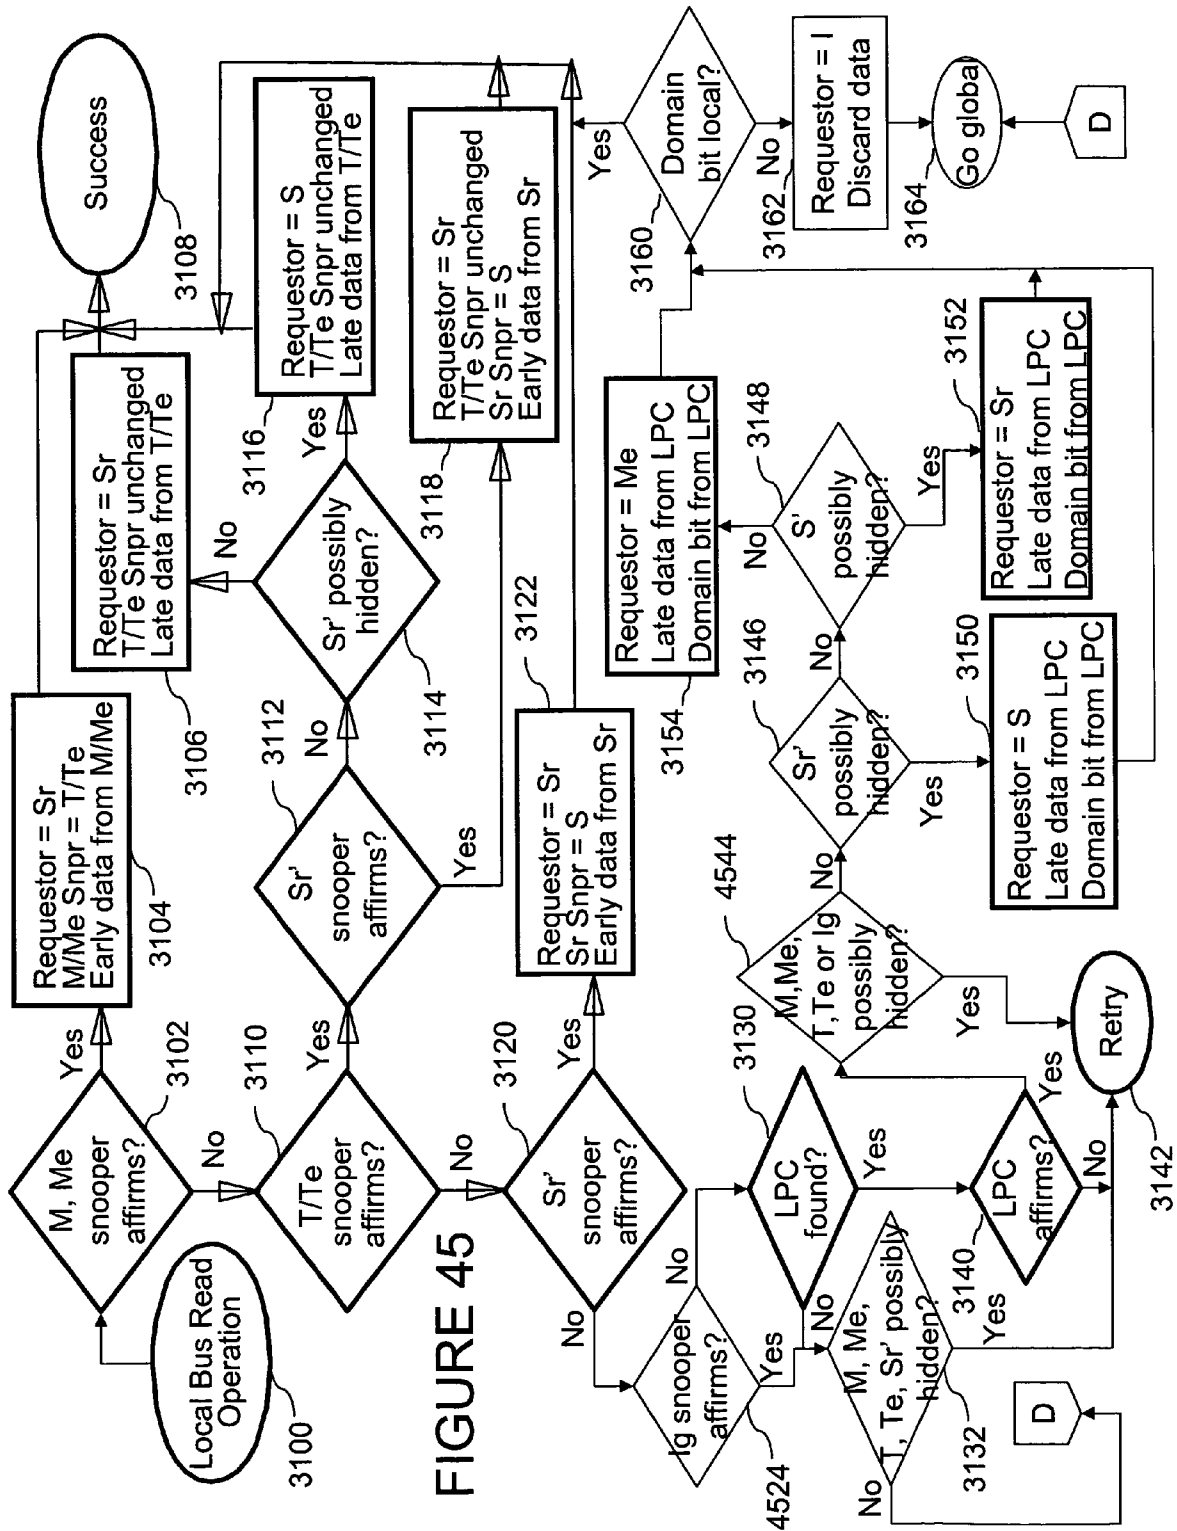 Local Bus Read
Operation
3100
M, Me
snooper
affirms?
3102
Yes
No
Requestor = Sr
M/Me Snpr = T/Te
Early data from M/Me
3104
Requestor = Sr
T/Te Snpr unchanged
Late data from T/Te
3106
Success
3108
T/Te
snooper
affirms?
3110
Yes
No
Sr'
snooper
affirms?
3112
No
Yes
Sr' possibly
hidden?
3114
No
Yes
Requestor = S
T/Te Snpr unchanged
Late data from T/Te
3116
Requestor = Sr
T/Te Snpr unchanged
Sr Snpr = S
Early data from Sr
3118
Sr'
snooper
affirms?
3120
Yes
No
Requestor = Sr
Sr Snpr = S
Early data from Sr
3122
FIGURE 45
Ig snooper
affirms?
4524
No
Yes
LPC
found?
3130
Yes
No
M, Me,
T, Te, Sr' possibly
hidden?
3132
Yes
No
D
LPC
affirms?
3140
Yes
No
Retry
3142
M,Me,
T,Te or Ig
possibly
hidden?
4544
No
Yes
Sr'
possibly
hidden?
3146
No
Yes
S'
possibly
hidden?
3148
No
Yes
Requestor = S
Late data from LPC
Domain bit from LPC
3150
Requestor = Sr
Late data from LPC
Domain bit from LPC
3152
Requestor = Me
Late data from LPC
Domain bit from LPC
3154
Domain
bit local?
3160
Yes
No
Requestor = I
Discard data
3162
Go global
3164
D